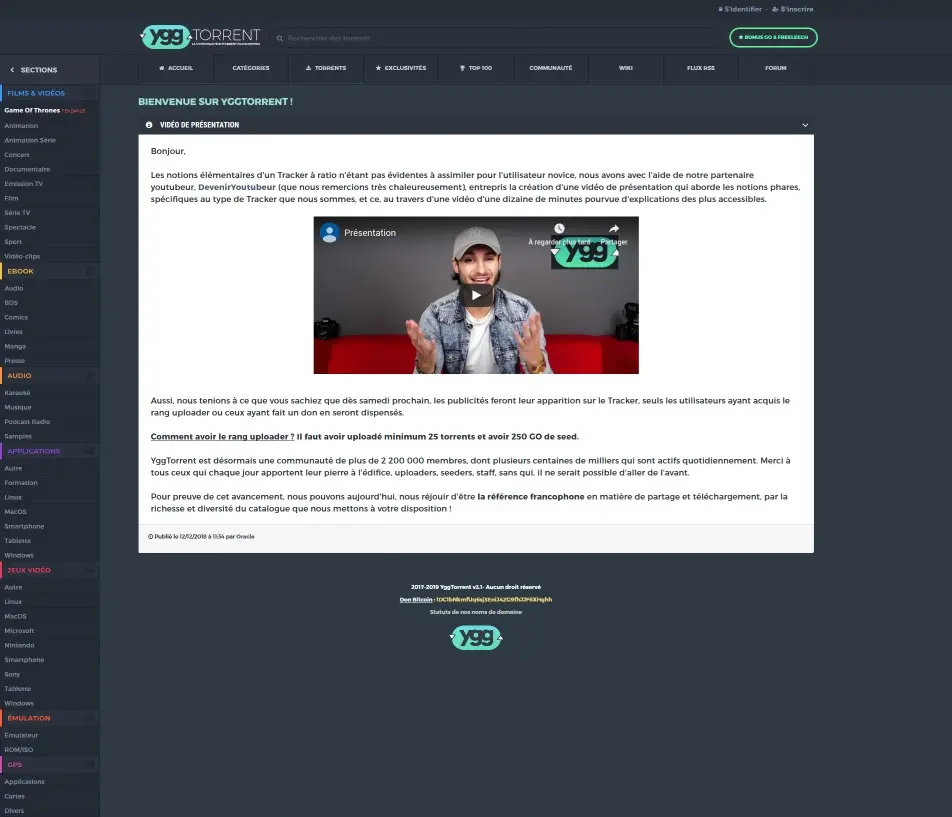 S'identifier - S'inscrire
ygg TORRENT
Rechercher des torrents
BONUS GO & FREELEECH
SECTIONS
ACCUEIL CATÉGORIES TORRENTS EXCLUSIVITÉS TOP 100 COMMUNAUTÉ WIKI FLUX RSS FORUM
FILMS & VIDÉOS
Game Of Thrones
Animation
Animation Série
Concert
Documentaire
Emission TV
Film
Série TV
Spectacle
Sport
Vidéo-clips
EBOOK
Audio
BDS
Comics
Livres
Manga
Presse
AUDIO
Karaoké
Musique
Podcast Radio
Samples
APPLICATIONS
Autre
Formation
Linux
MacOS
Smartphone
Tablette
Windows
JEUX VIDÉO
Autre
Linux
MacOS
Microsoft
Nintendo
Smartphone
Sony
Tablette
Windows
ÉMULATION
Emulateur
ROM/ISO
GPS
Applications
Cartes
Divers
BIENVENUE SUR YGGTORRENT !
VIDÉO DE PRÉSENTATION
Bonjour,
Les notions élémentaires d'un Tracker à ratio n'étant pas évidentes à assimiler pour l'utilisateur novice, nous avons avec l'aide de notre partenaire
youtubeur, DevenirYoutubeur (que nous remercions très chaleureusement), entrepris la création d'une vidéo de présentation qui aborde les notions phares,
spécifiques au type de Tracker que nous sommes, et ce, au travers d'une vidéo d'une dizaine de minutes pourvue d'explications des plus accessibles.
Présentation
À regarder plus tard Partager
ygg
Aussi, nous tenions à ce que vous sachiez que dès samedi prochain, les publicités feront leur apparition sur le Tracker, seuls les utilisateurs ayant acquis le
rang uploader ou ceux ayant fait un don en seront dispensés.
Comment avoir le rang uploader ? Il faut avoir uploadé minimum 25 torrents et avoir 250 GO de seed.
YggTorrent est désormais une communauté de plus de 2 200 000 membres, dont plusieurs centaines de milliers qui sont actifs quotidiennement. Merci à
tous ceux qui chaque jour apportent leur pierre à l'édifice, uploaders, seeders, staff, sans qui, il ne serait possible d'aller de l'avant.
Pour preuve de cet avancement, nous pouvons aujourd'hui, nous réjouir d'être la référence francophone en matière de partage et téléchargement, par la
richesse et diversité du catalogue que nous mettons à votre disposition !
Publié le 12/12/2018 à 11:34 par Oracle
2017-2019 YggTorrent v3.1- Aucun droit réservé
Don Bitcoin :
Statuts de nos noms de domaine
ygg